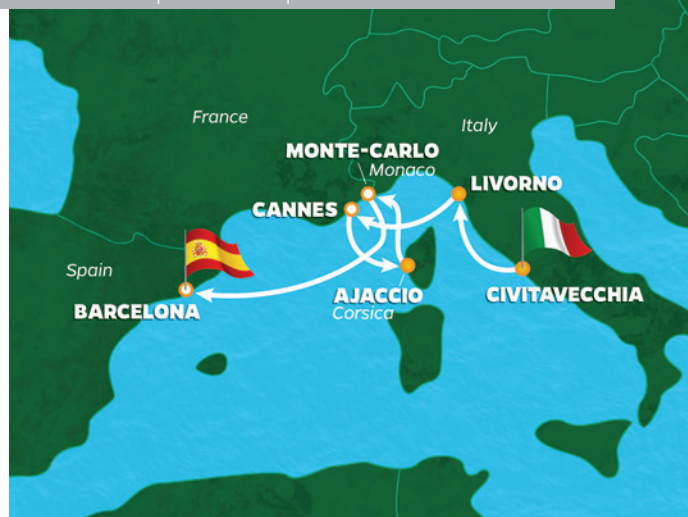 France
Italy
MONTE-CARLO
Monaco
LIVORNO
CANNES
Spain
BARCELONA
AJACCIO
Corsica
CIVITAVECCHIA